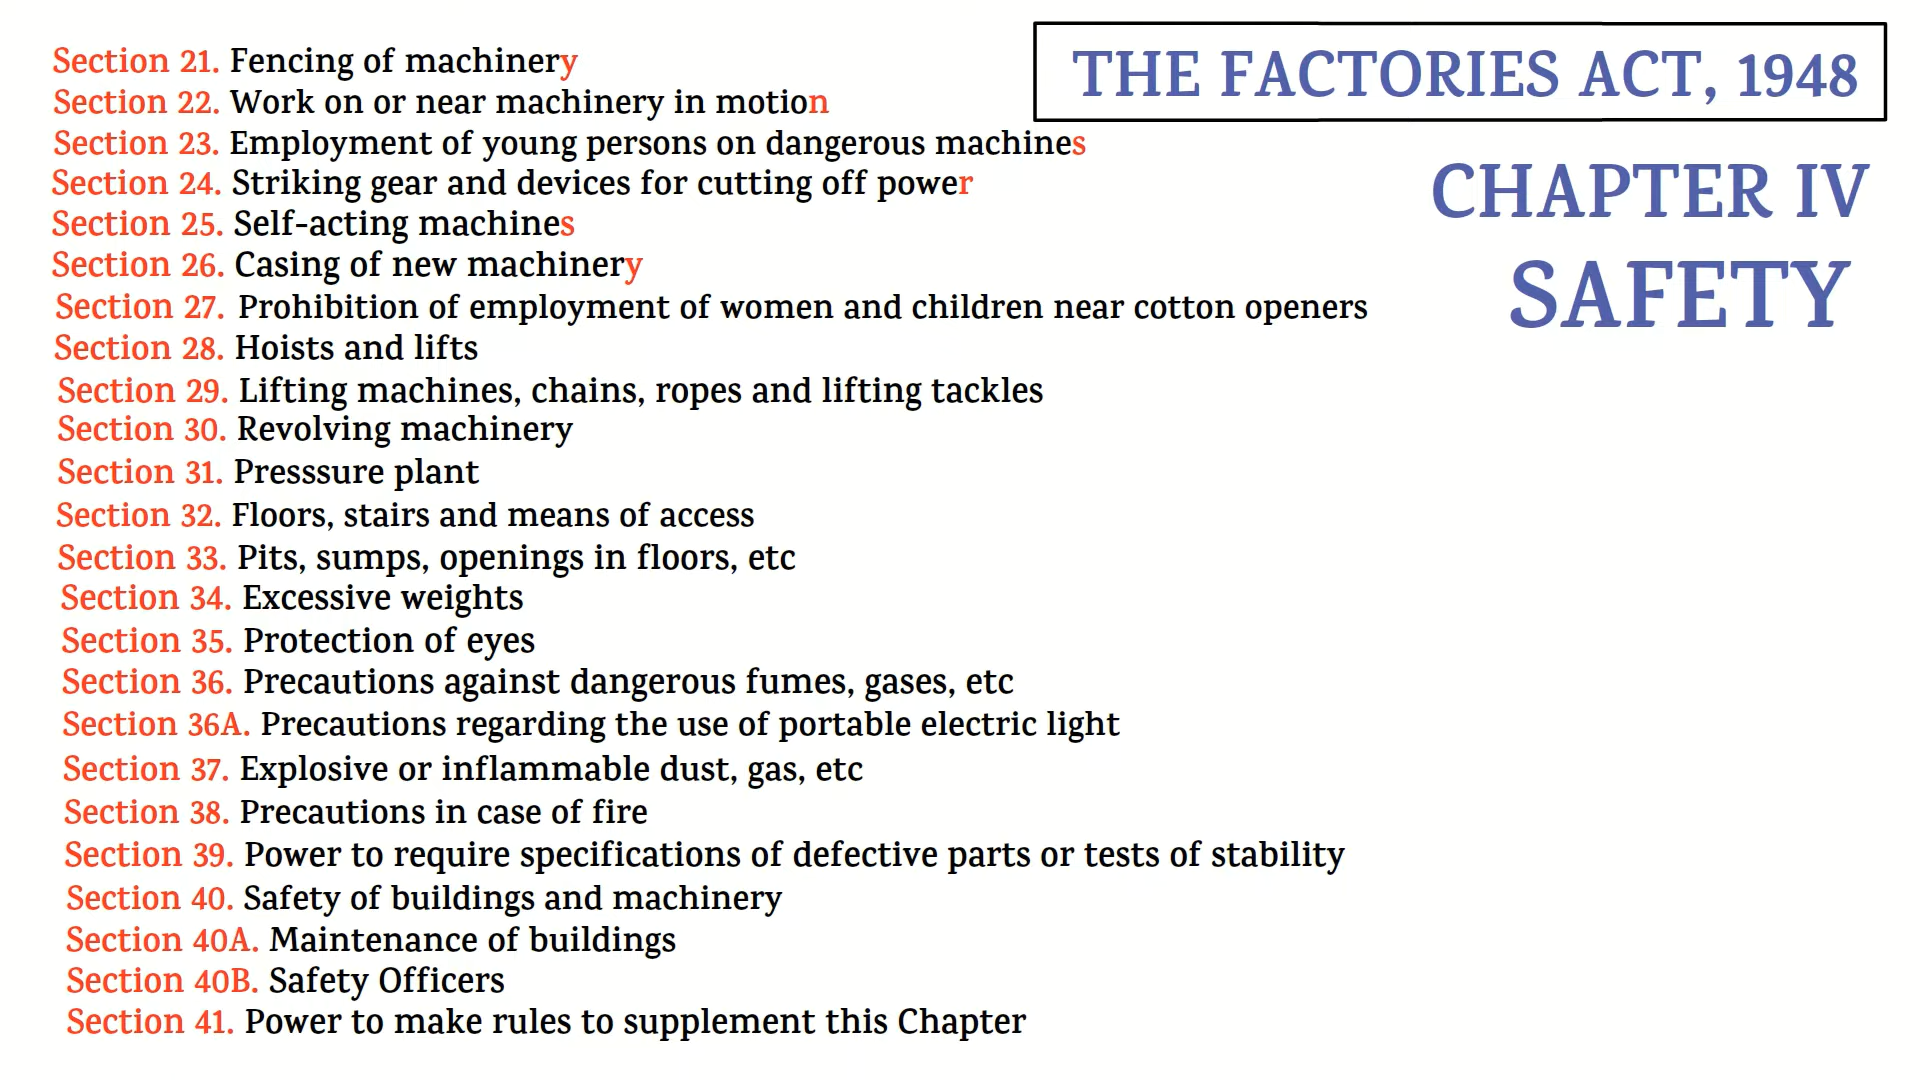 THE FACTORIES ACT, 1948
CHAPTER IV
SAFETY
Section 21. Fencing of machinery
Section 22. Work on or near machinery in motion
Section 23. Employment of young persons on dangerous machines
Section 24. Striking gear and devices for cutting off power
Section 25. Self-acting machines
Section 26. Casing of new machinery
Section 27. Prohibition of employment of women and children near cotton openers
Section 28. Hoists and lifts
Section 29. Lifting machines, chains, ropes and lifting tackles
Section 30. Revolving machinery
Section 31. Presssure plant
Section 32. Floors, stairs and means of access
Section 33. Pits, sumps, openings in floors, etc
Section 34. Excessive weights
Section 35. Protection of eyes
Section 36. Precautions against dangerous fumes, gases, etc
Section 36A. Precautions regarding the use of portable electric light
Section 37. Explosive or inflammable dust, gas, etc
Section 38. Precautions in case of fire
Section 39. Power to require specifications of defective parts or tests of stability
Section 40. Safety of buildings and machinery
Section 40A. Maintenance of buildings
Section 40B. Safety Officers
Section 41. Power to make rules to supplement this Chapter